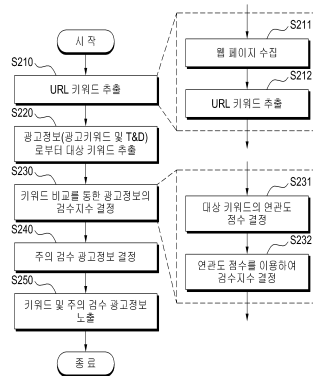 시작
S210
URL 키워드 추출
S220
광고정보(광고키워드 및 T&D)
로부터 대상 키워드 추출
S230
키워드 비교를 통한 광고정보의
검수지수 결정
S240
주의 검수 광고정보 결정
S250
키워드 및 주의 검수 광고정보
노출
종료
S211
웹 페이지 수집
S212
URL 키워드 추출
S231
대상 키워드의 연관도
점수 결정
S232
연관도 점수를 이용하여
검수지수 결정